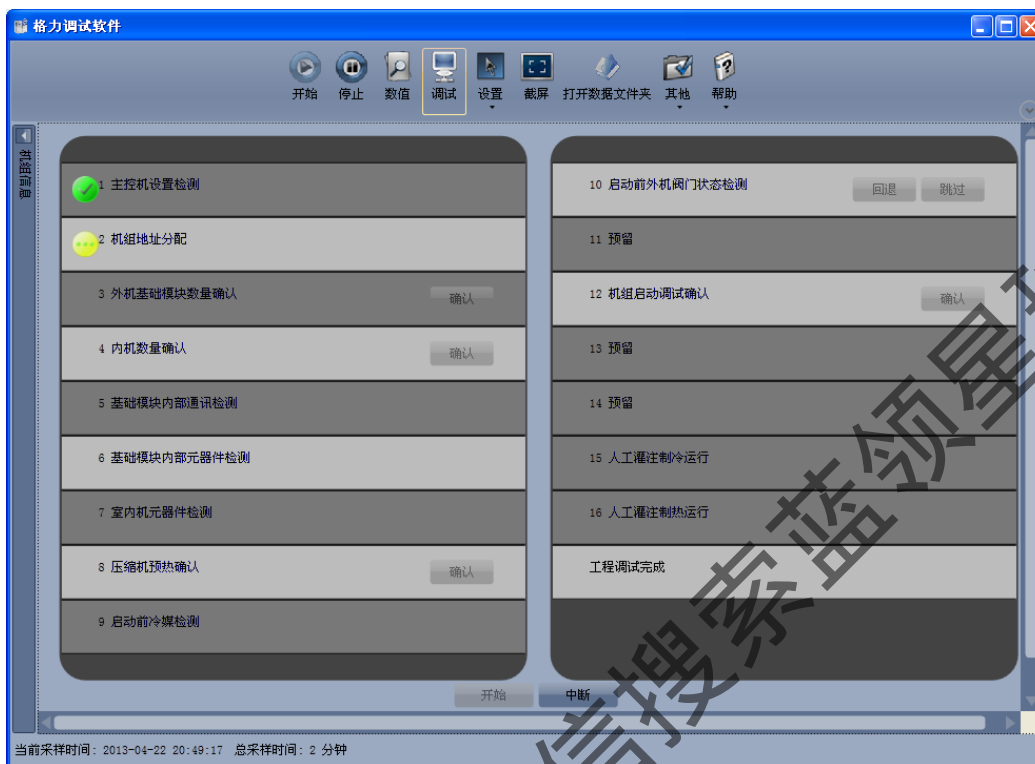 格力调试软件
开始 停止 数值 调试 设置 截屏 打开数据文件夹 其他 帮助
机组信息
1 主控机设置检测
2 机组地址分配
3 外机基础模块数量确认 确认
4 内机数量确认 确认
5 基础模块内部通讯检测
6 基础模块内部元器件检测
7 室内机元器件检测
8 压缩机预热确认 确认
9 启动前冷媒检测
10 启动前外机阀门状态检测 回退 跳过
11 预留
12 机组启动调试确认 确认
13 预留
14 预留
15 人工灌注制冷运行
16 人工灌注制热运行
工程调试完成
开始 中断
当前采样时间: 2013-04-22 20:49:17 总采样时间: 2 分钟
信搜索蓝领星